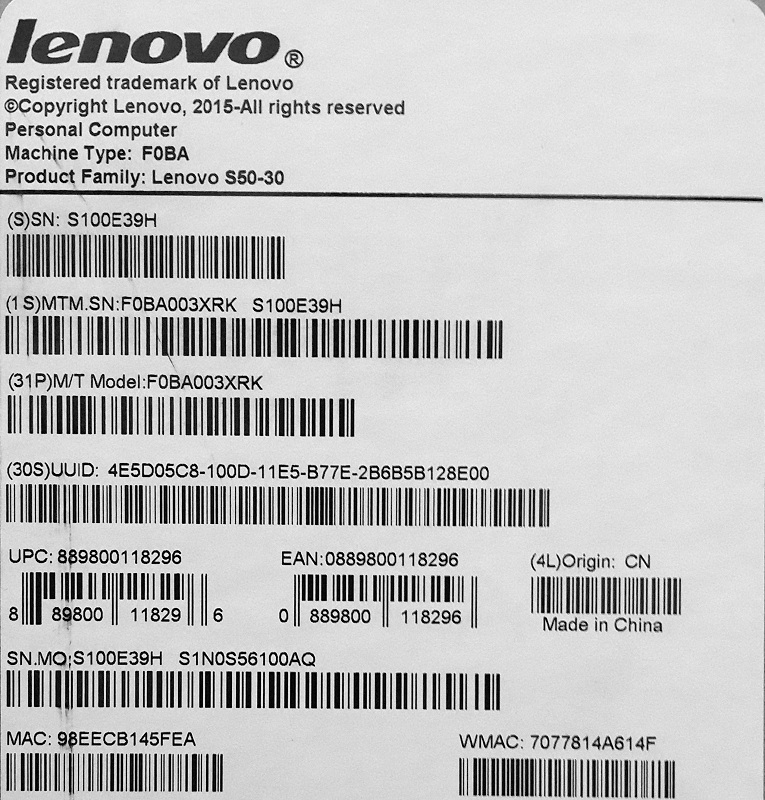 lenovo®
Registered trademark of Lenovo
©Copyright Lenovo, 2015-All rights reserved
Personal Computer
Machine Type: F0BA
Product Family: Lenovo S50-30
(S)SN: S100E39H
(1S)MTM.SN:F0BA003XRK S100E39H
(31P)M/T Model:F0BA003XRK
(30S)UUID: 4E5D05C8-100D-11E5-B77E-2B6B5B128E00
UPC: 889800118296 EAN:0889800118296 (4L)Origin: CN
8 89800 11829 6 0 889800 118296
Made in China
SN.MO:S100E39H S1N0S56100AQ
MAC: 98EECB145FEA WMAC: 7077814A614F